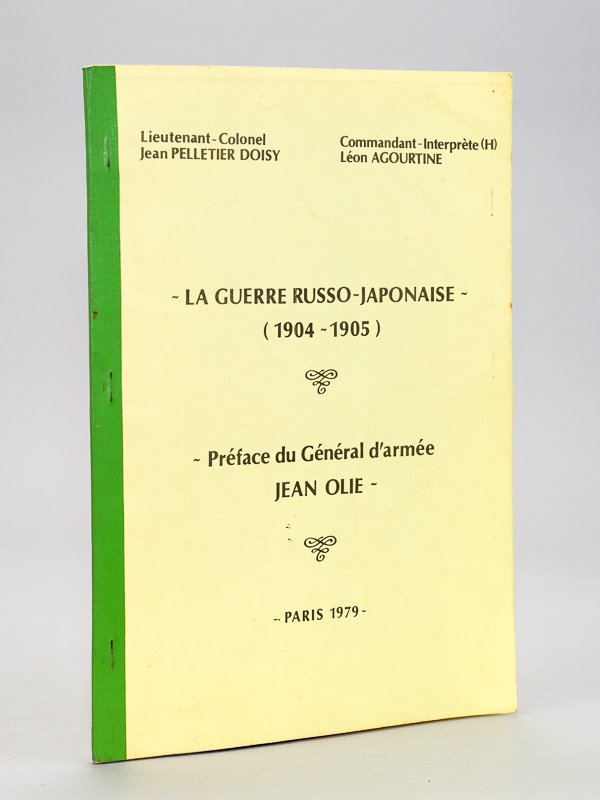 Lieutenant-Colonel
Jean PELLETIER DOISY
Commandant-Interprète (H)
Léon AGOURTINE
~ LA GUERRE RUSSO-JAPONAISE ~
( 1904 ~ 1905 )
~ Préface du Général d'armée
JEAN OLIE ~
~ PARIS 1979 ~